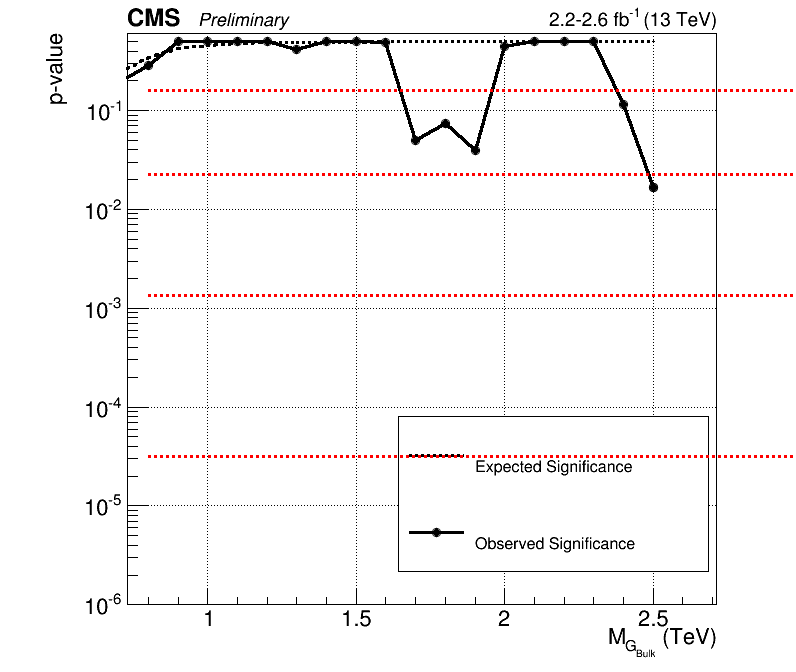 CMS Preliminary 2.2-2.6 fb⁻¹ (13 TeV)
p-value
10⁻¹
10⁻²
10⁻³
10⁻⁴
10⁻⁵
10⁻⁶
Expected Significance
Observed Significance
1 1.5 2 2.5
M_G_Bulk (TeV)